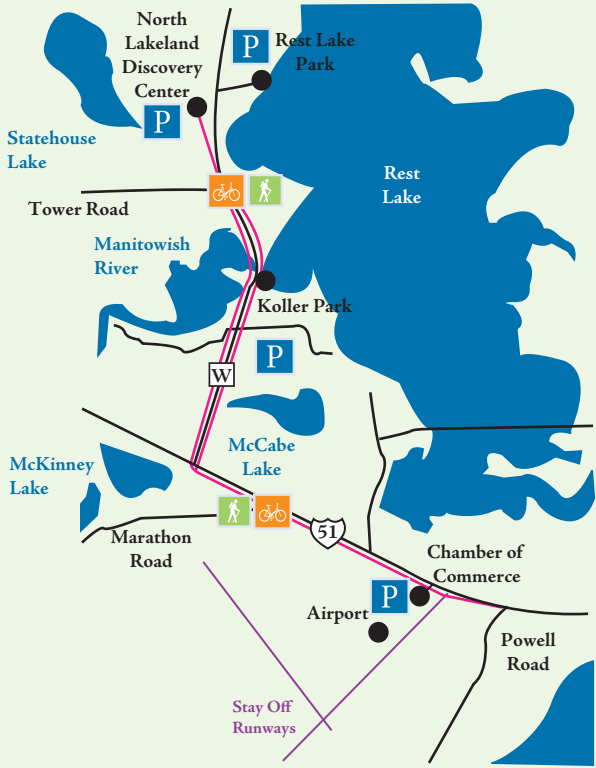 North
Lakeland
Discovery
Center
P
Rest Lake
Park
P
Statehouse
Lake
Rest
Lake
Tower Road
Manitowish
River
Koller Park
P
W
McCabe
Lake
McKinney
Lake
51
Marathon
Road
Chamber of
Commerce
P
Airport
Powell
Road
Stay Off
Runways